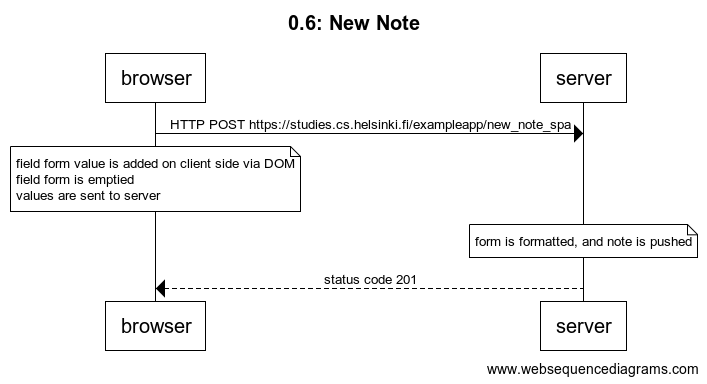 0.6: New Note
browser
server
HTTP POST https://studies.cs.helsinki.fi/exampleapp/new_note_spa
field form value is added on client side via DOM
field form is emptied
values are sent to server
form is formatted, and note is pushed
status code 201
browser
server
www.websequencediagrams.com